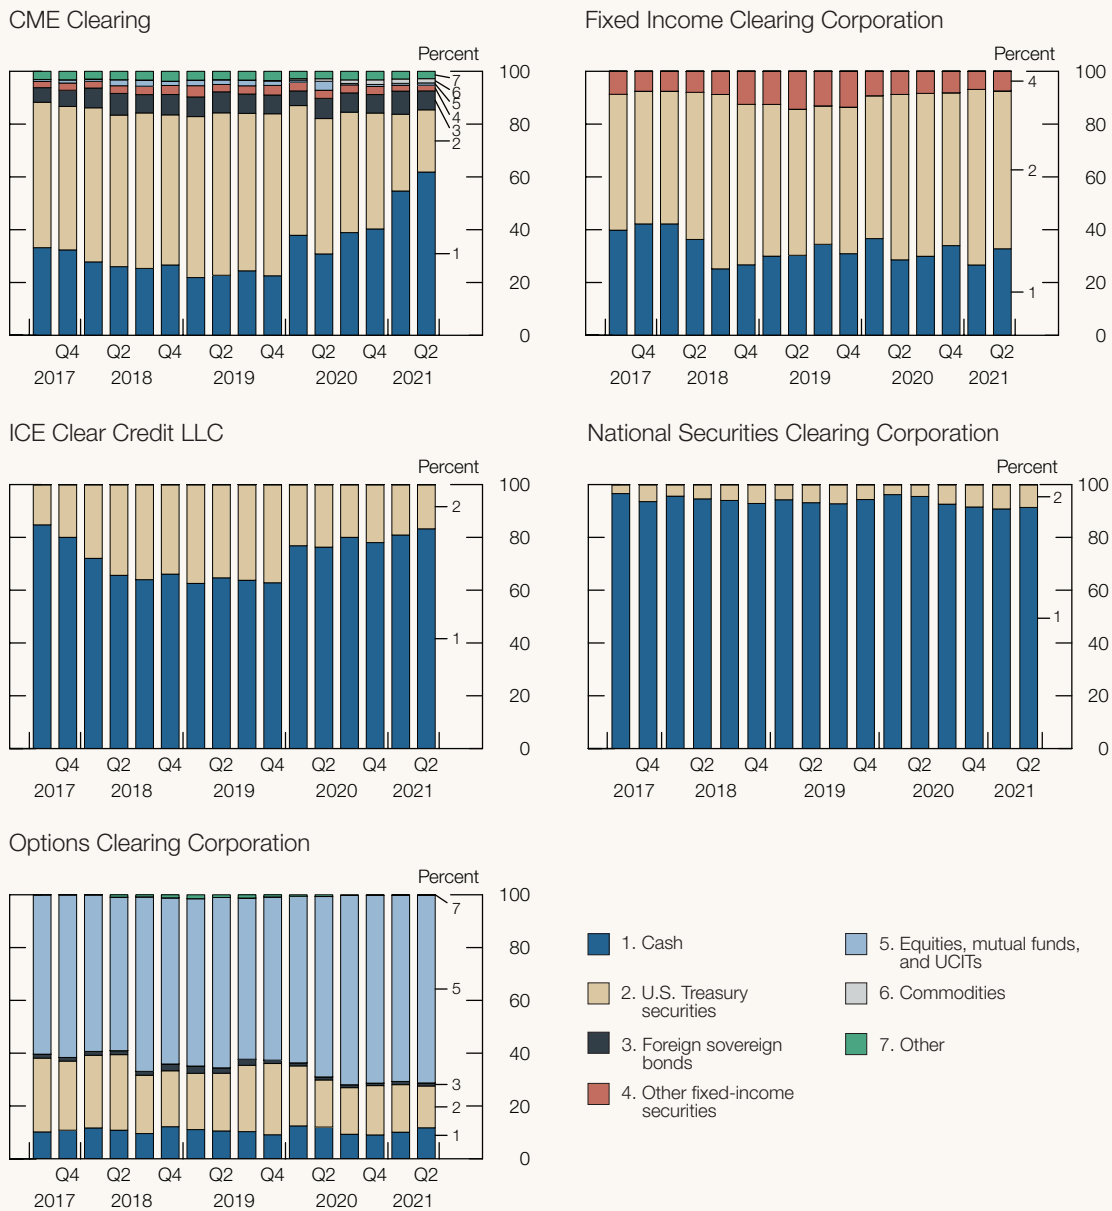 CME Clearing
Percent
100
80
60
40
20
0
7
6
5
4
3
2
1
Q4 Q2 Q4 Q2 Q4 Q2 Q4 Q2
2017 2018 2019 2020 2021
Fixed Income Clearing Corporation
Percent
100
80
60
40
20
0
4
2
1
Q4 Q2 Q4 Q2 Q4 Q2 Q4 Q2
2017 2018 2019 2020 2021
ICE Clear Credit LLC
Percent
100
80
60
40
20
0
2
1
Q4 Q2 Q4 Q2 Q4 Q2 Q4 Q2
2017 2018 2019 2020 2021
National Securities Clearing Corporation
Percent
100
80
60
40
20
0
2
1
Q4 Q2 Q4 Q2 Q4 Q2 Q4 Q2
2017 2018 2019 2020 2021
Options Clearing Corporation
Percent
100
80
60
40
20
0
7
5
3
2
1
Q4 Q2 Q4 Q2 Q4 Q2 Q4 Q2
2017 2018 2019 2020 2021
1. Cash
2. U.S. Treasury
securities
3. Foreign sovereign
bonds
4. Other fixed-income
securities
5. Equities, mutual funds,
and UCITs
6. Commodities
7. Other